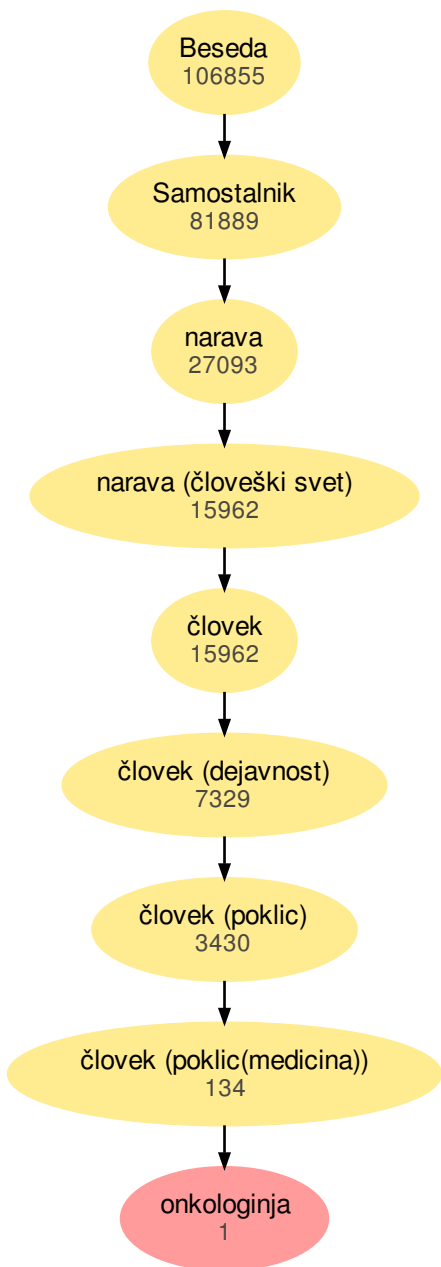 Beseda
106855
Samostalnik
81889
narava
27093
narava (človeški svet)
15962
človek
15962
človek (dejavnost)
7329
človek (poklic)
3430
človek (poklic(medicina))
134
onkologinja
1